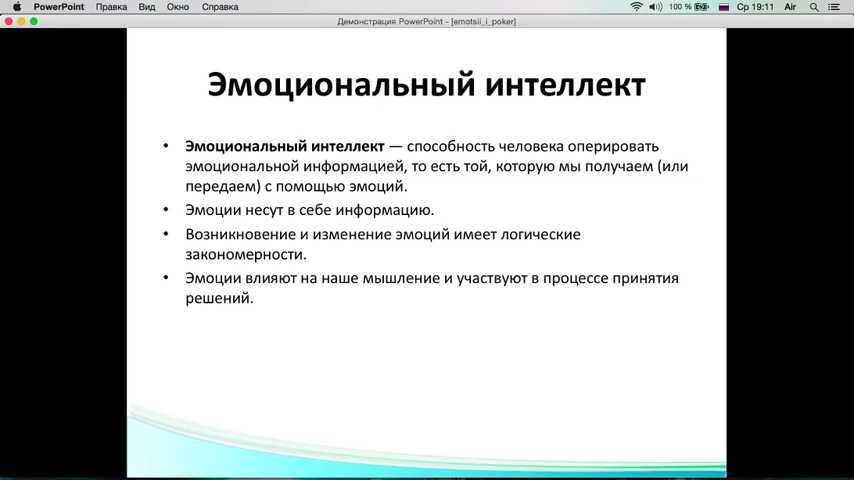 PowerPoint Правка Вид Окно Справка 100 % Ср 19:11 Air
Демонстрация PowerPoint - [emotsii_i_poker]
Эмоциональный интеллект
• Эмоциональный интеллект — способность человека оперировать
эмоциональной информацией, то есть той, которую мы получаем (или
передаем) с помощью эмоций.
• Эмоции несут в себе информацию.
• Возникновение и изменение эмоций имеет логические
закономерности.
• Эмоции влияют на наше мышление и участвуют в процессе принятия
решений.